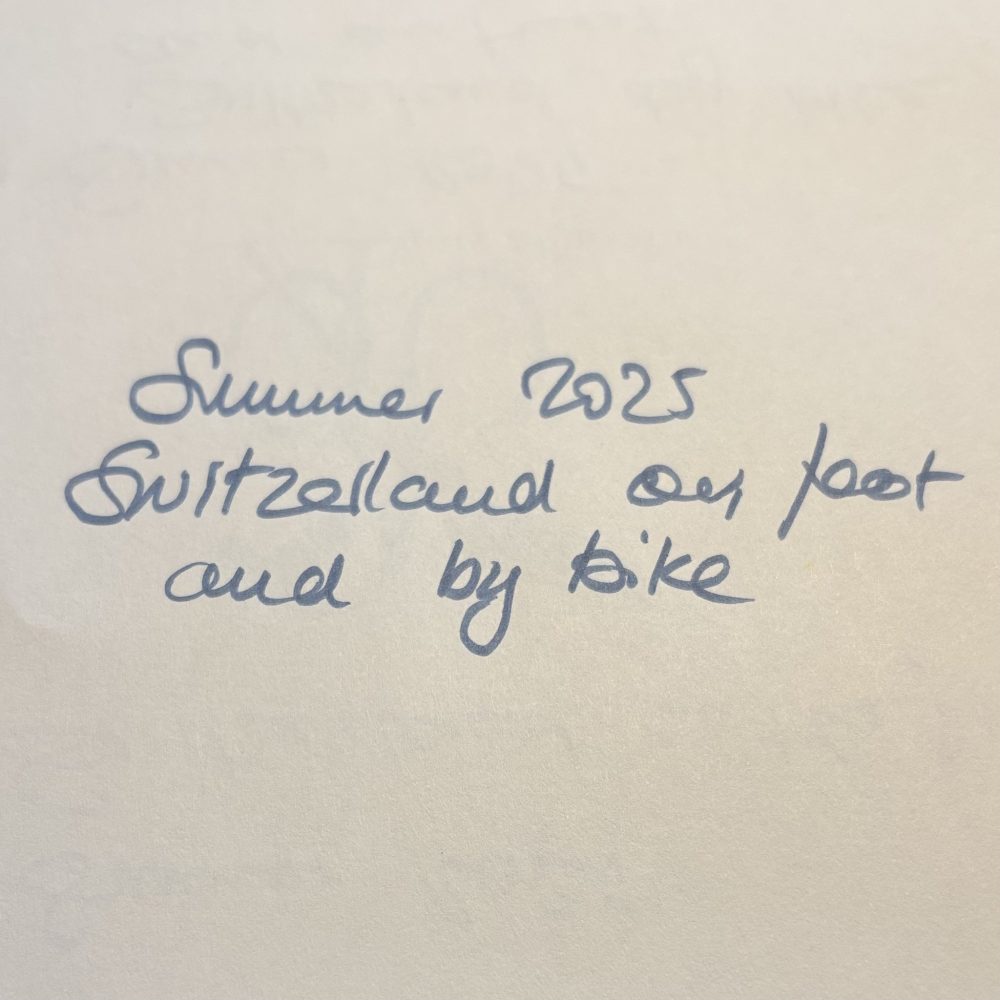 Summer 2025
Switzerland on foot
and by bike